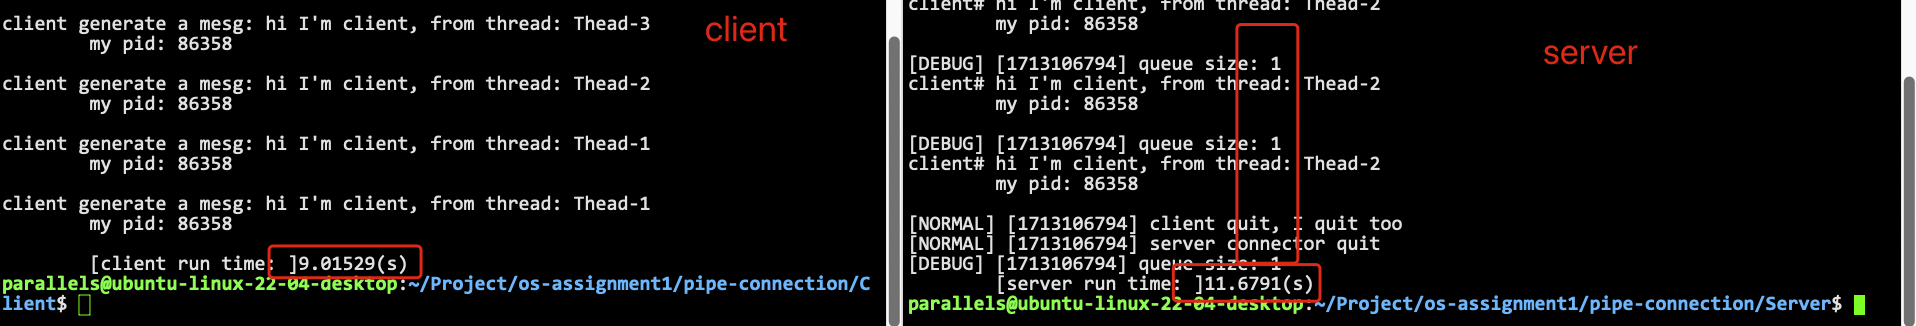 client generate a mesg: hi I'm client, from thread: Thead-3
my pid: 86358
client generate a mesg: hi I'm client, from thread: Thead-2
my pid: 86358
client generate a mesg: hi I'm client, from thread: Thead-1
my pid: 86358
client generate a mesg: hi I'm client, from thread: Thead-1
my pid: 86358
[client run time: ]9.01529(s)
parallels@ubuntu-linux-22-04-desktop:~/Project/os-assignment1/pipe-connection/C
lient$
client
client# hi I'm client, from thread: Thead-2
my pid: 86358
[DEBUG] [1713106794] queue size: 1
client# hi I'm client, from thread: Thead-2
my pid: 86358
[DEBUG] [1713106794] queue size: 1
client# hi I'm client, from thread: Thead-2
my pid: 86358
[NORMAL] [1713106794] client quit, I quit too
[NORMAL] [1713106794] server connector quit
[DEBUG] [1713106794] queue size: 1
[server run time: ]11.6791(s)
parallels@ubuntu-linux-22-04-desktop:~/Project/os-assignment1/pipe-connection/Server$
server